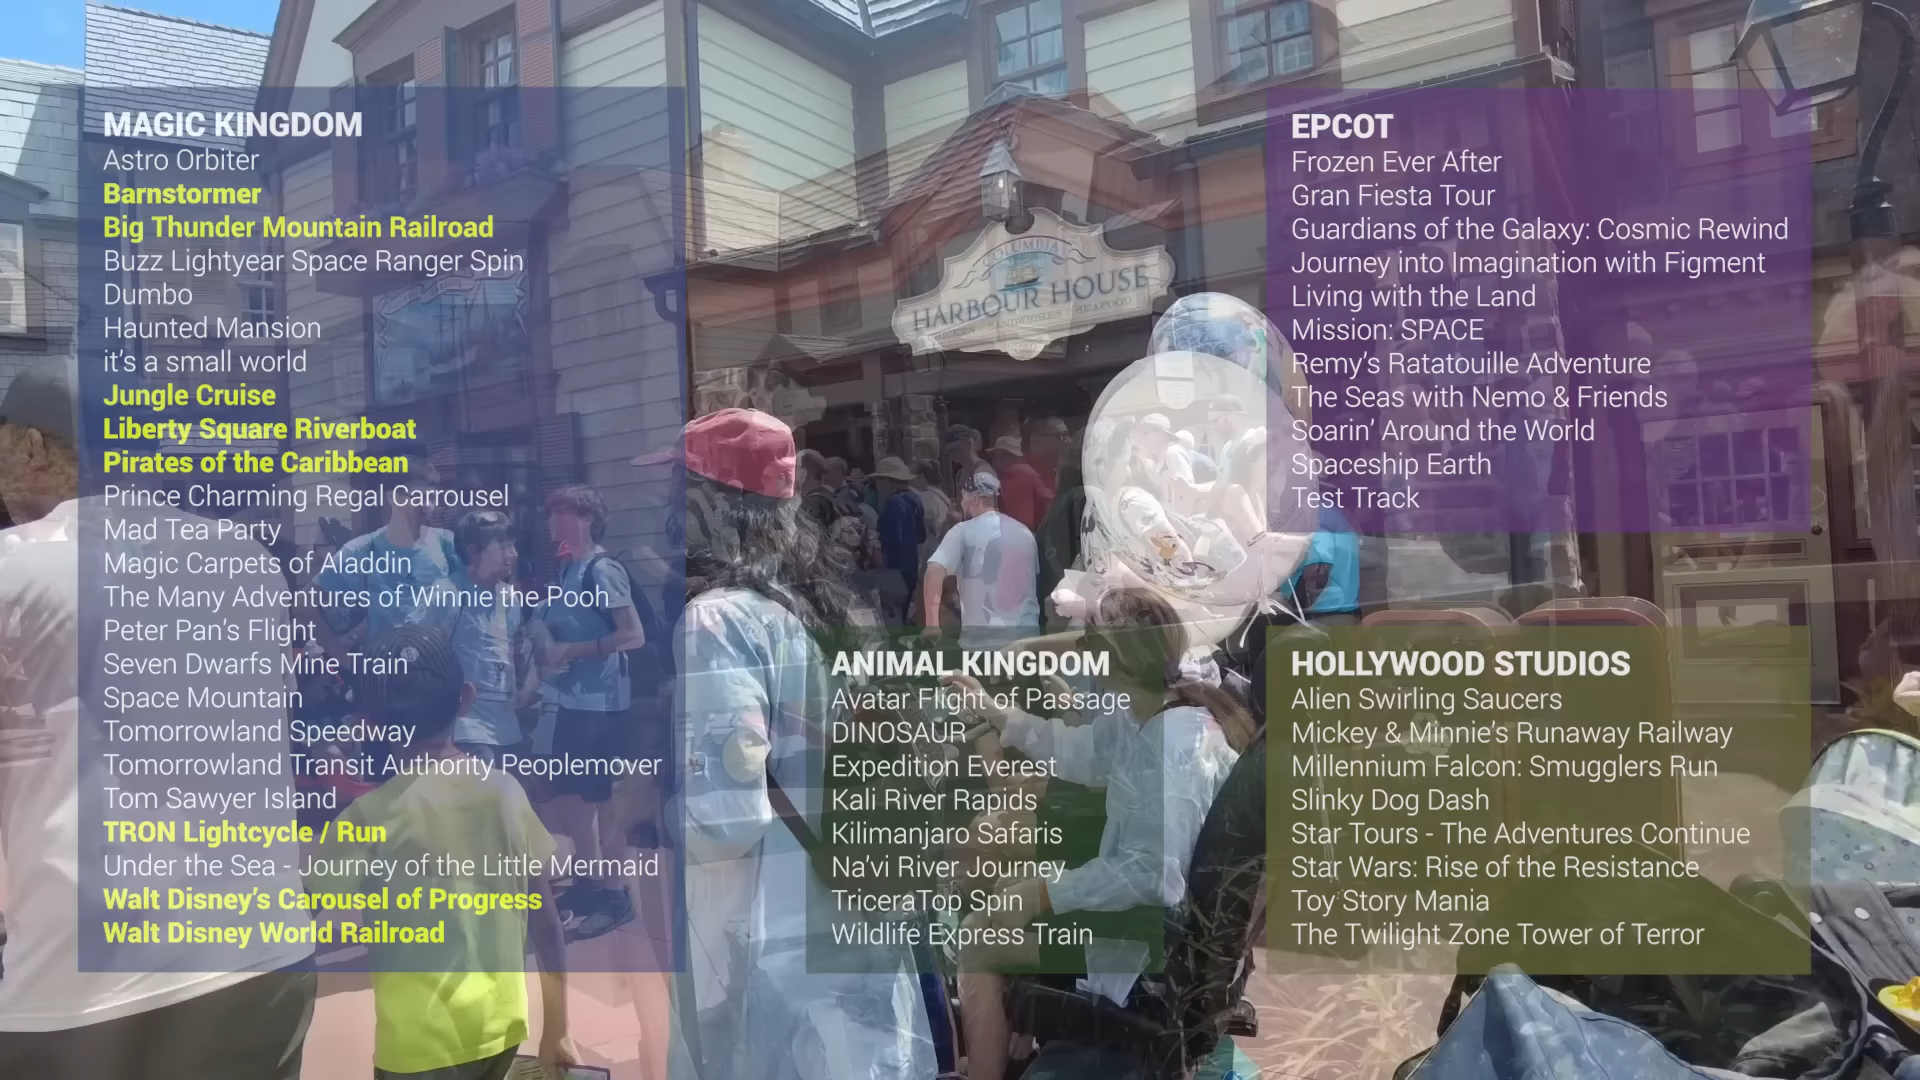 MAGIC KINGDOM
Astro Orbiter
Barnstormer
Big Thunder Mountain Railroad
Buzz Lightyear Space Ranger Spin
Dumbo
Haunted Mansion
it's a small world
Jungle Cruise
Liberty Square Riverboat
Pirates of the Caribbean
Prince Charming Regal Carrousel
Mad Tea Party
Magic Carpets of Aladdin
The Many Adventures of Winnie the Pooh
Peter Pan's Flight
Seven Dwarfs Mine Train
Space Mountain
Tomorrowland Speedway
Tomorrowland Transit Authority Peoplemover
Tom Sawyer Island
TRON Lightcycle / Run
Under the Sea - Journey of the Little Mermaid
Walt Disney's Carousel of Progress
Walt Disney World Railroad
COLUMBIA
HARBOUR HOUSE
SANDWICHES SEAFOOD
ANIMAL KINGDOM
Avatar Flight of Passage
DINOSAUR
Expedition Everest
Kali River Rapids
Kilimanjaro Safaris
Na'vi River Journey
TriceraTop Spin
Wildlife Express Train
EPCOT
Frozen Ever After
Gran Fiesta Tour
Guardians of the Galaxy: Cosmic Rewind
Journey into Imagination with Figment
Living with the Land
Mission: SPACE
Remy's Ratatouille Adventure
The Seas with Nemo & Friends
Soarin' Around the World
Spaceship Earth
Test Track
HOLLYWOOD STUDIOS
Alien Swirling Saucers
Mickey & Minnie's Runaway Railway
Millennium Falcon: Smugglers Run
Slinky Dog Dash
Star Tours - The Adventures Continue
Star Wars: Rise of the Resistance
Toy Story Mania
The Twilight Zone Tower of Terror